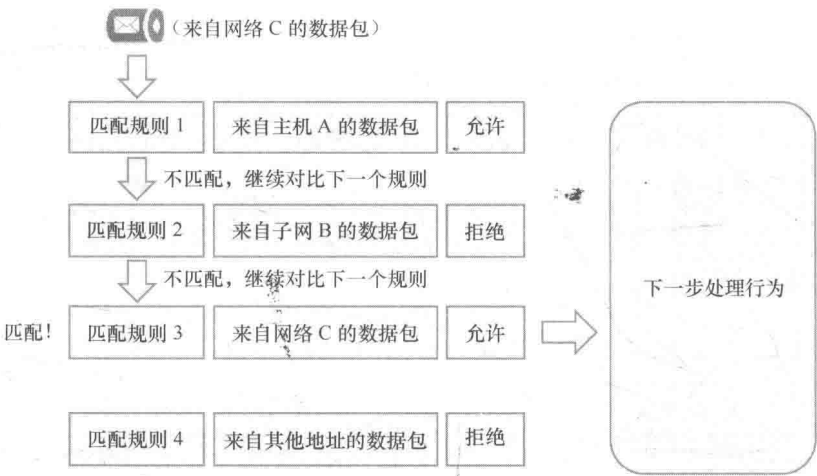 （来自网络 C 的数据包）
匹配规则 1 来自主机 A 的数据包 允许
不匹配，继续对比下一个规则
匹配规则 2 来自子网 B 的数据包 拒绝
不匹配，继续对比下一个规则
下一步处理行为
匹配！ 匹配规则 3 来自网络 C 的数据包 允许
匹配规则 4 来自其他地址的数据包 拒绝